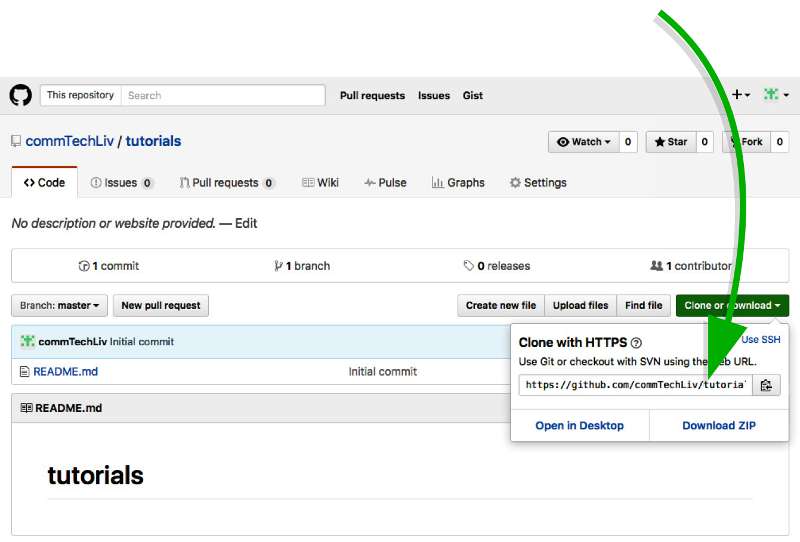 This repository Search Pull requests Issues Gist
commTechLiv / tutorials Watch 0 Star 0 Fork 0
Code Issues 0 Pull requests 0 Wiki Pulse Graphs Settings
No description or website provided. — Edit
1 commit 1 branch 0 releases 1 contributor
Branch: master New pull request Create new file Upload files Find file Clone or download
commTechLiv Initial commit
README.md Initial commit
README.md
tutorials
Clone with HTTPS ? Use SSH
Use Git or checkout with SVN using the web URL.
https://github.com/commTechLiv/tutoria
Open in Desktop Download ZIP